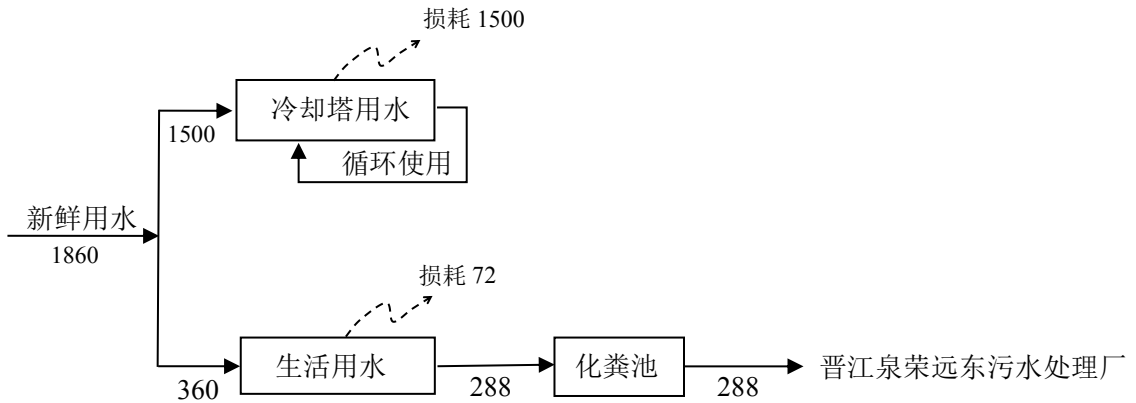 损耗 1500
冷却塔用水
1500
循环使用
新鲜用水
1860
损耗 72
生活用水
化粪池
晋江泉荣远东污水处理厂
360
288
288